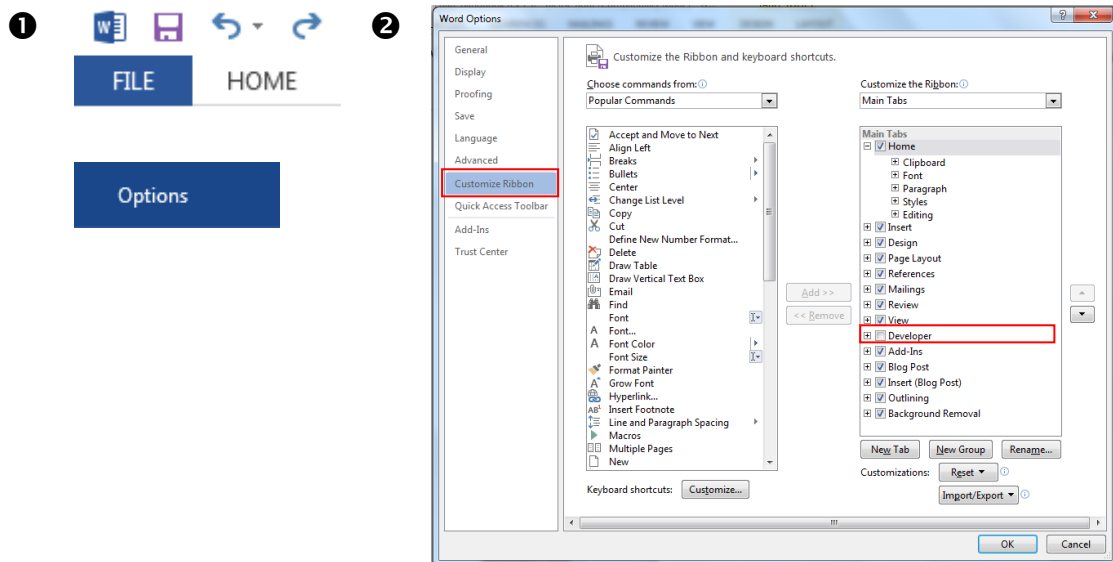 ❶
W
FILE HOME
Options
❷
Word Options
General
Display
Proofing
Save
Language
Advanced
Customize Ribbon
Quick Access Toolbar
Add-Ins
Trust Center
Customize the Ribbon and keyboard shortcuts.
Choose commands from:
Popular Commands
Accept and Move to Next
Align Left
Breaks
Bullets
Center
Change List Level
Copy
Cut
Define New Number Format...
Delete
Draw Table
Draw Vertical Text Box
Email
Find
Font
Font...
Font Color
Font Size
Format Painter
Grow Font
Hyperlink...
Insert Footnote
Line and Paragraph Spacing
Macros
Multiple Pages
New
Keyboard shortcuts: Customize...
Add >>
<< Remove
Customize the Ribbon:
Main Tabs
Main Tabs
Home
Clipboard
Font
Paragraph
Styles
Editing
Insert
Design
Page Layout
References
Mailings
Review
View
Developer
Add-Ins
Blog Post
Insert (Blog Post)
Outlining
Background Removal
New Tab New Group Rename...
Customizations: Reset
Import/Export
OK Cancel